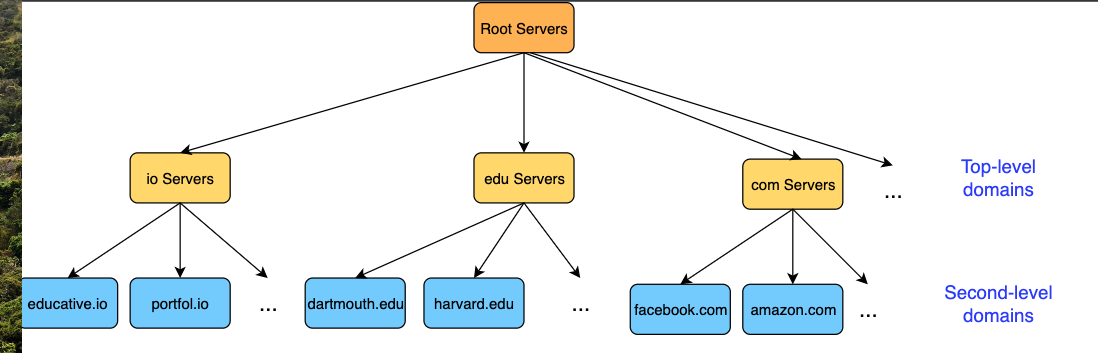 Root Servers
io Servers
edu Servers
com Servers
...
Top-level
domains
educative.io
portfol.io
...
dartmouth.edu
harvard.edu
...
facebook.com
amazon.com
...
Second-level
domains